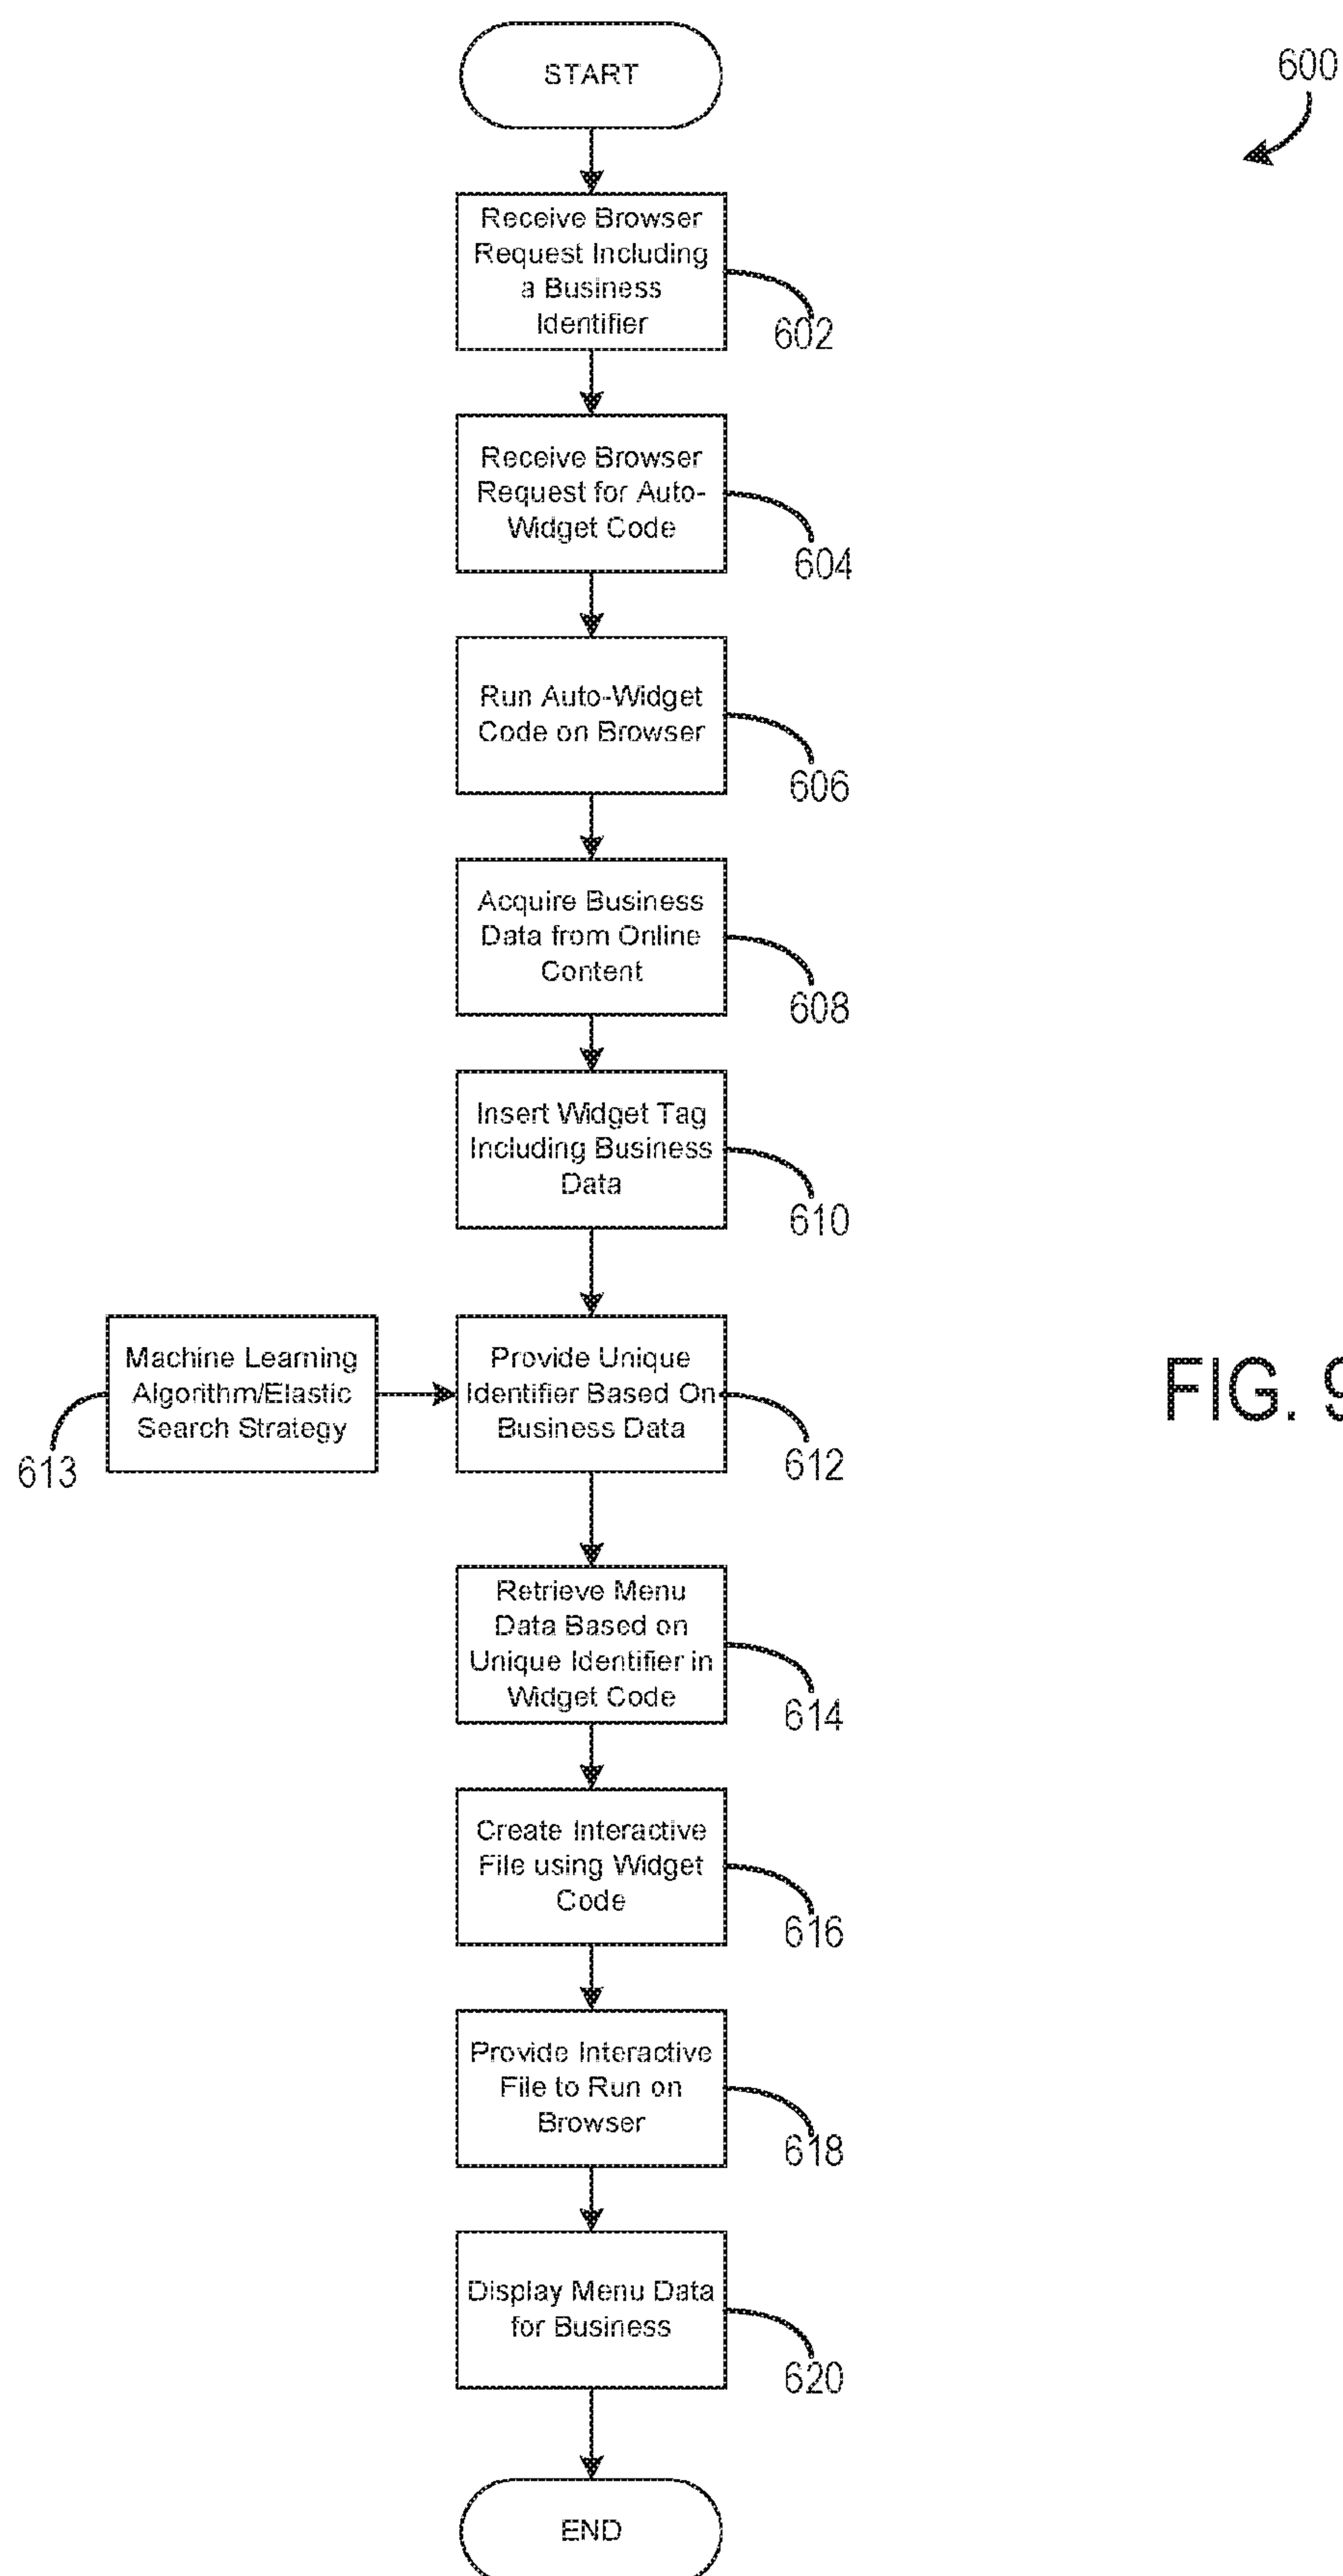 START
600
Receive Browser
Request Including
a Business
Identifier
602
Receive Browser
Request for Auto-
Widget Code
604
Run Auto-Widget
Code on Browser
606
Acquire Business
Data from Online
Content
608
Insert Widget Tag
Including Business
Data
610
Machine Learning
Algorithm/Elastic
Search Strategy
613
Provide Unique
Identifier Based On
Business Data
612
FIG. 9
Retrieve Menu
Data Based on
Unique Identifier in
Widget Code
614
Create Interactive
File using Widget
Code
616
Provide Interactive
File to Run on
Browser
618
Display Menu Data
for Business
620
END